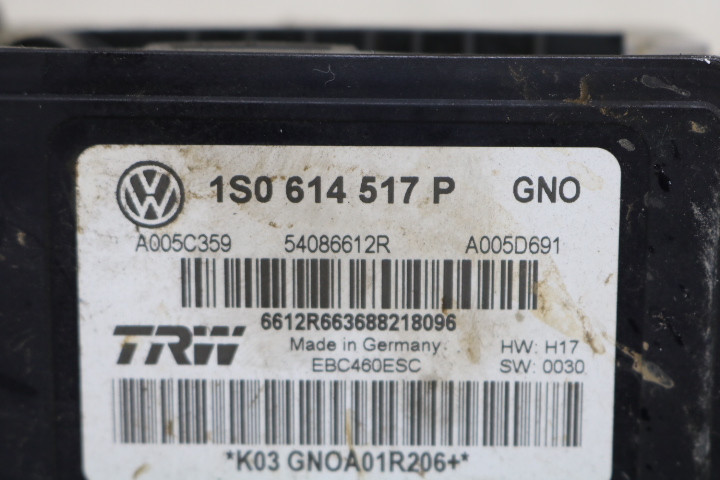 1S0 614 517 P GNO
A005C359 54086612R A005D691
6612R663688218096
TRW
Made in Germany HW: H17
EBC460ESC SW: 0030
*K03 GNOA01R206+*